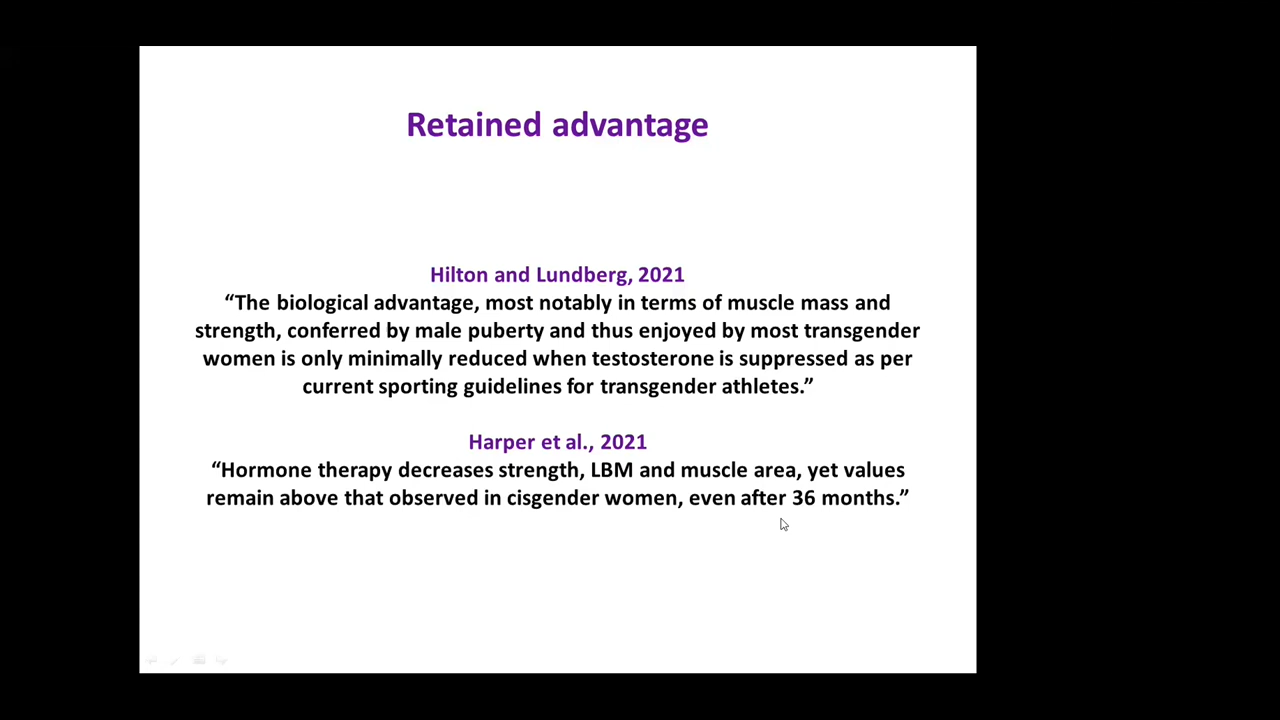 Retained advantage
Hilton and Lundberg, 2021
“The biological advantage, most notably in terms of muscle mass and
strength, conferred by male puberty and thus enjoyed by most transgender
women is only minimally reduced when testosterone is suppressed as per
current sporting guidelines for transgender athletes.”
Harper et al., 2021
“Hormone therapy decreases strength, LBM and muscle area, yet values
remain above that observed in cisgender women, even after 36 months.”